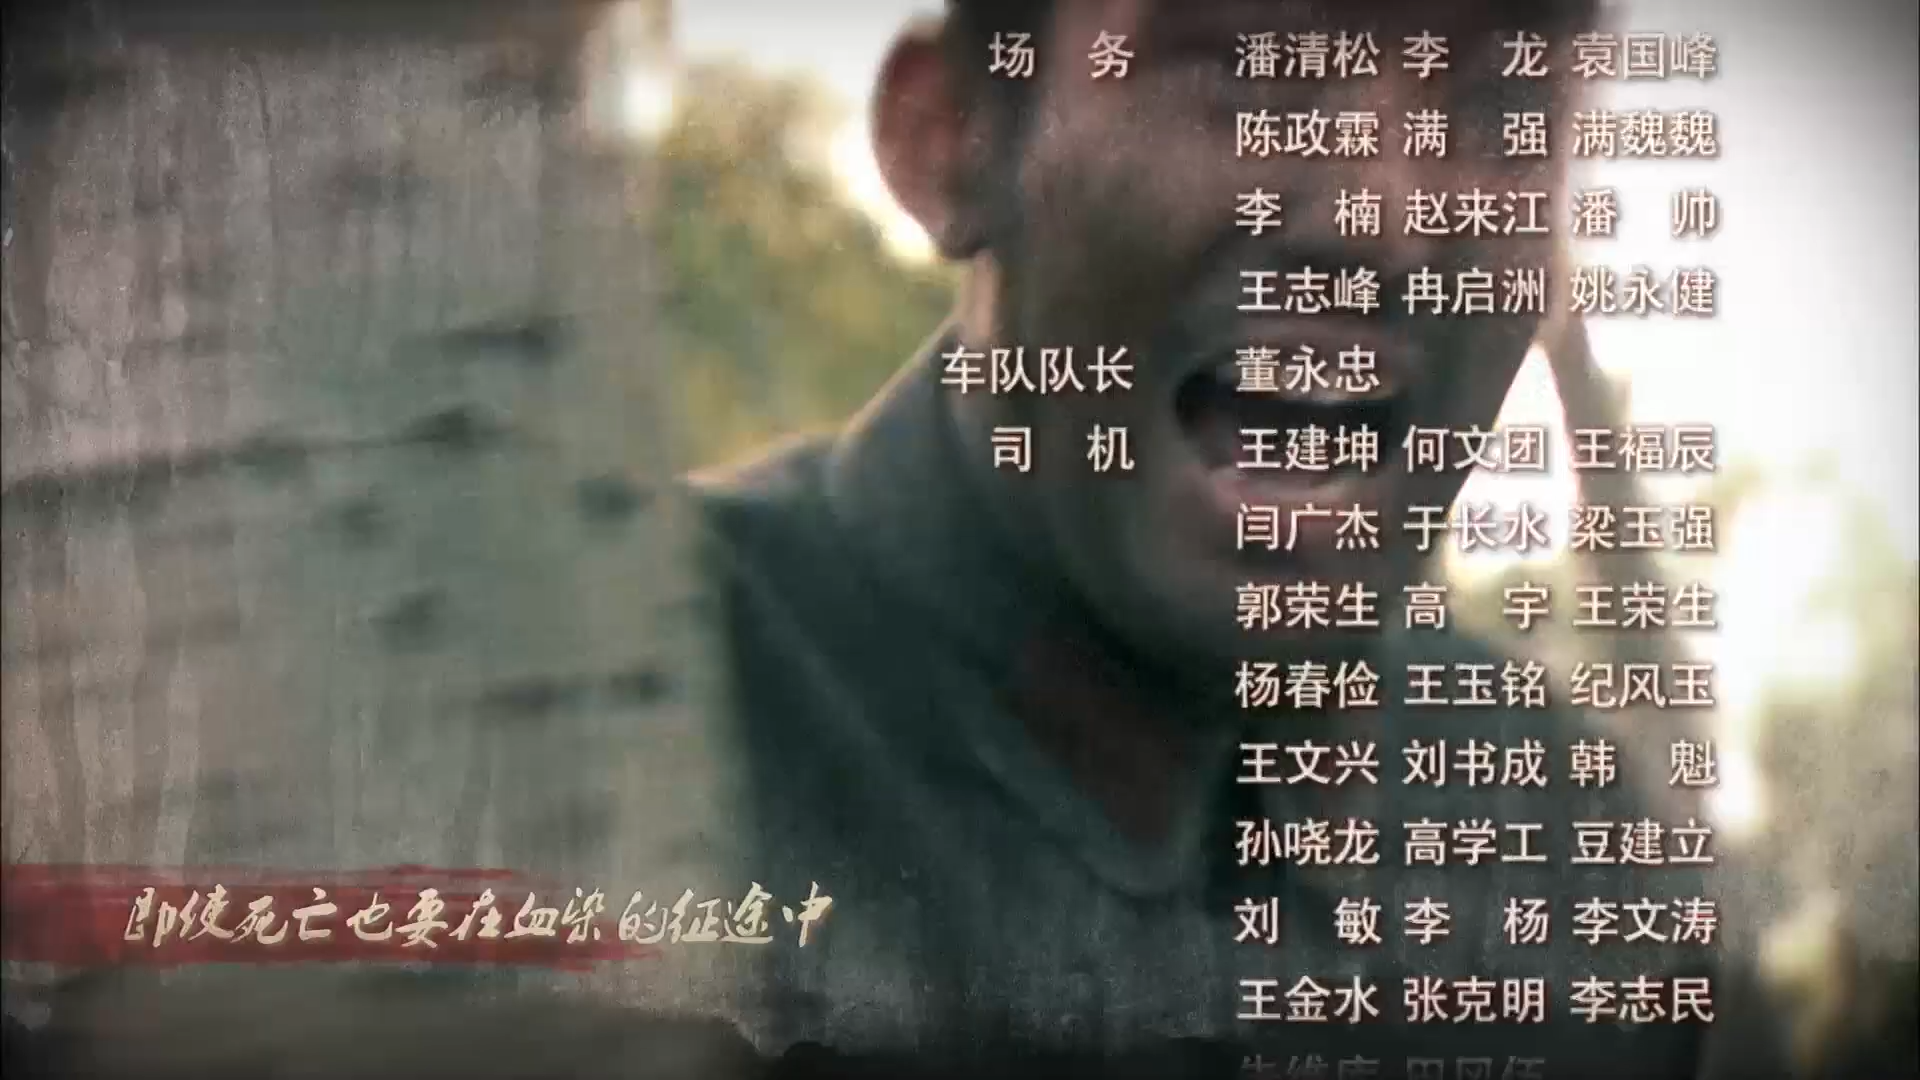 场 务 潘清松 李 龙 袁国峰
陈政霖 满 强 满魏魏
李 楠 赵来江 潘 帅
王志峰 冉启洲 姚永健
车队队长 董永忠
司 机 王建坤 何文团 王福辰
闫广杰 于长水 梁玉强
郭荣生 高 宇 王荣生
杨春俭 王玉铭 纪风玉
王文兴 刘书成 韩 魁
孙哓龙 高学工 豆建立
刘 敏 李 杨 李文涛
即使死亡也要在血染的征途中
王金水 张克明 李志民